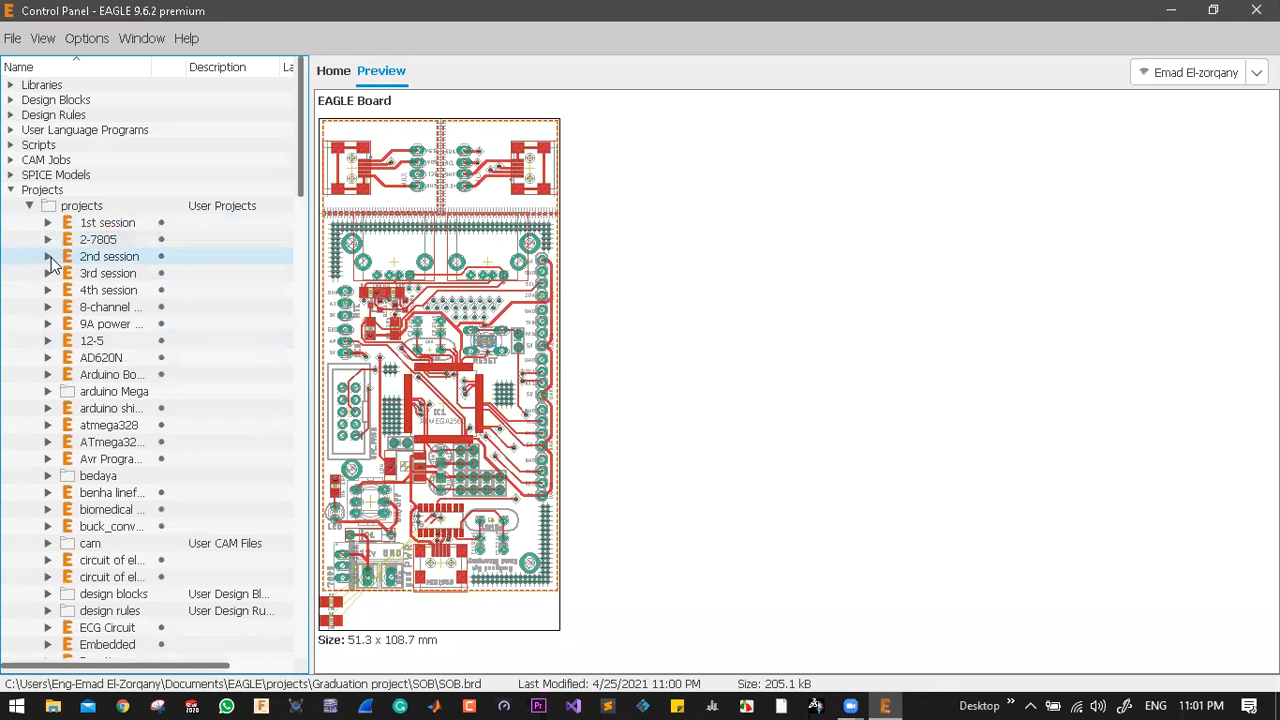 Control Panel - EAGLE 9.6.2 premium
File View Options Window Help
Name Description La
Libraries
Design Blocks
Design Rules
User Language Programs
Scripts
CAM Jobs
SPICE Models
Projects
projects User Projects
1st session
2-7805
2nd session
3rd session
4th session
8-channel ...
9A power ...
12-5
AD620N
Arduino Bo...
arduino Mega
arduino shi...
atmega328
ATmega32...
Avr Progra...
bedaya
benha linef...
biomedical ...
buck_conv...
cam User CAM Files
circuit of el...
circuit of el...
design blocks User Design Bl...
design rules User Design Ru...
ECG Circuit
Embedded
Home Preview
Emad El-zorqany
EAGLE Board
RESET
IC1
Size: 51.3 x 108.7 mm
C:\Users\Eng-Emad El-Zorgany\Documents\EAGLE\projects\Graduation project\SOB\SOB.brd Last Modified: 4/25/2021 11:00 PM Size: 205.1 kB
Desktop ENG 11:01 PM